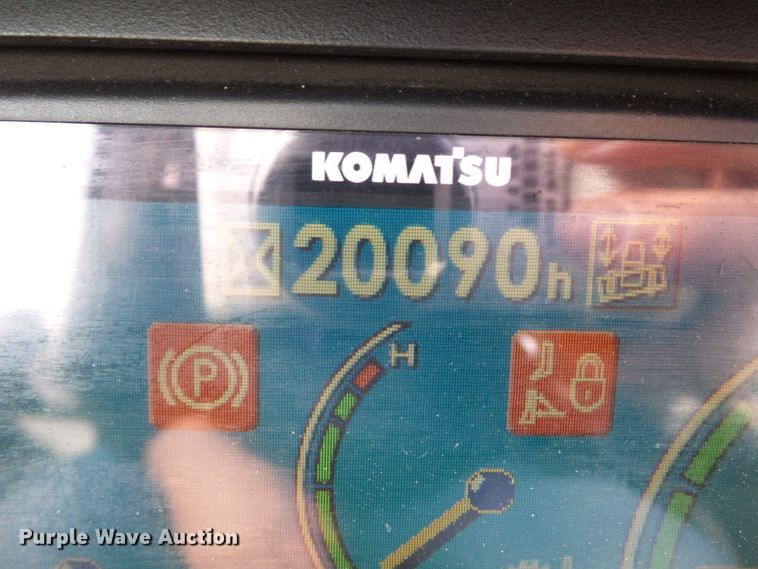 KOMATSU
20090h
H
P
Purple Wave Auction